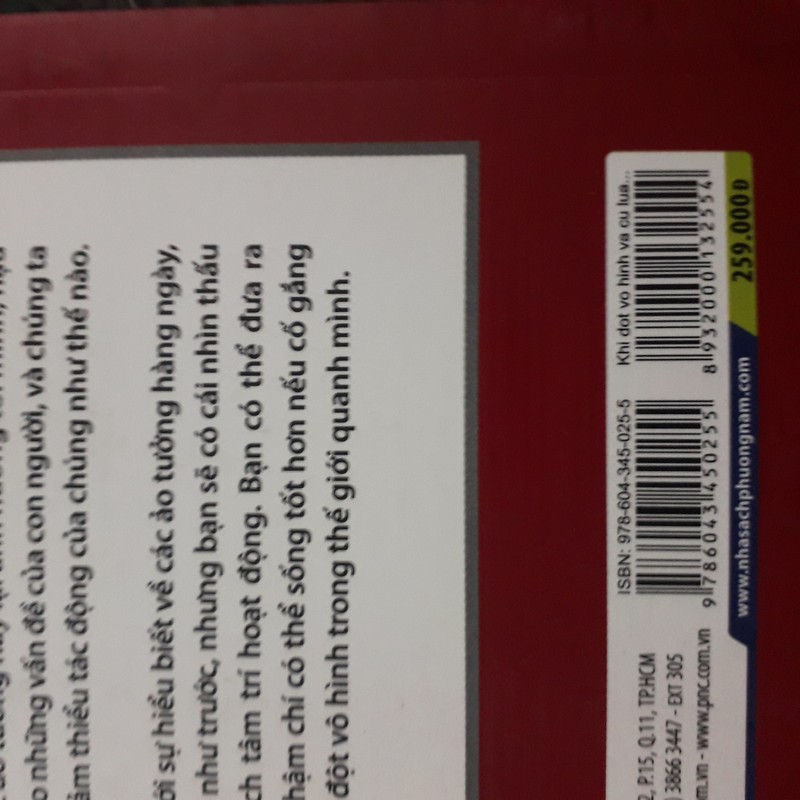 o những vấn đề của con người, và chúng ta
ảm thiểu tác động của chúng như thế nào.
ới sự hiểu biết về các ảo tưởng hàng ngày,
như trước, nhưng bạn sẽ có cái nhìn thấu
ch tâm trí hoạt động. Bạn có thể đưa ra
hậm chí có thể sống tốt hơn nếu cố gắng
đột vô hình trong thế giới quanh mình.
ISBN: 978-604-345-025-5
9 786043 450255
Khi dot vo hinh va cu lua...
8 932000 132554
259.000Đ
www.nhasachphuongnam.com
2, P.15, Q.11, TP.HCM
) 3866 3447 - EXT 305
m.vn - www.pnc.com.vn